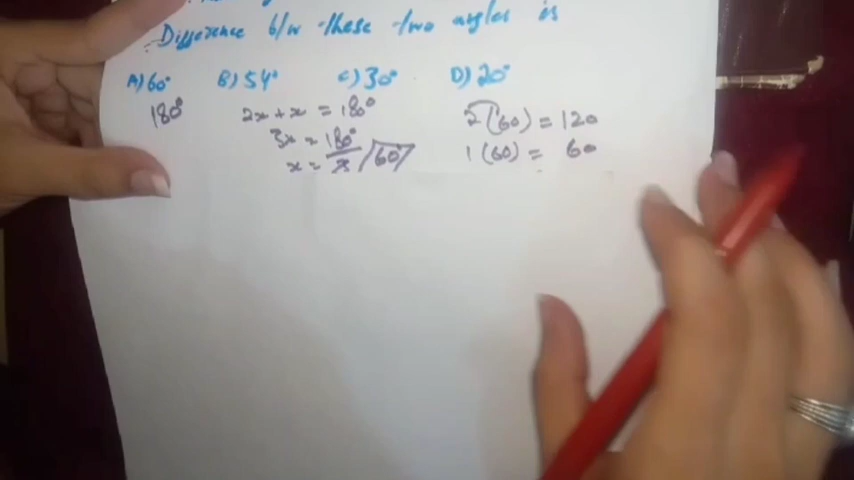 Difference b/w these two angles is
A) 60° B) 54° C) 30° D) 20°
180° 2x + x = 180° 2(60) = 120
3x = 180° 1(60) = 60
x = 3 / 60°